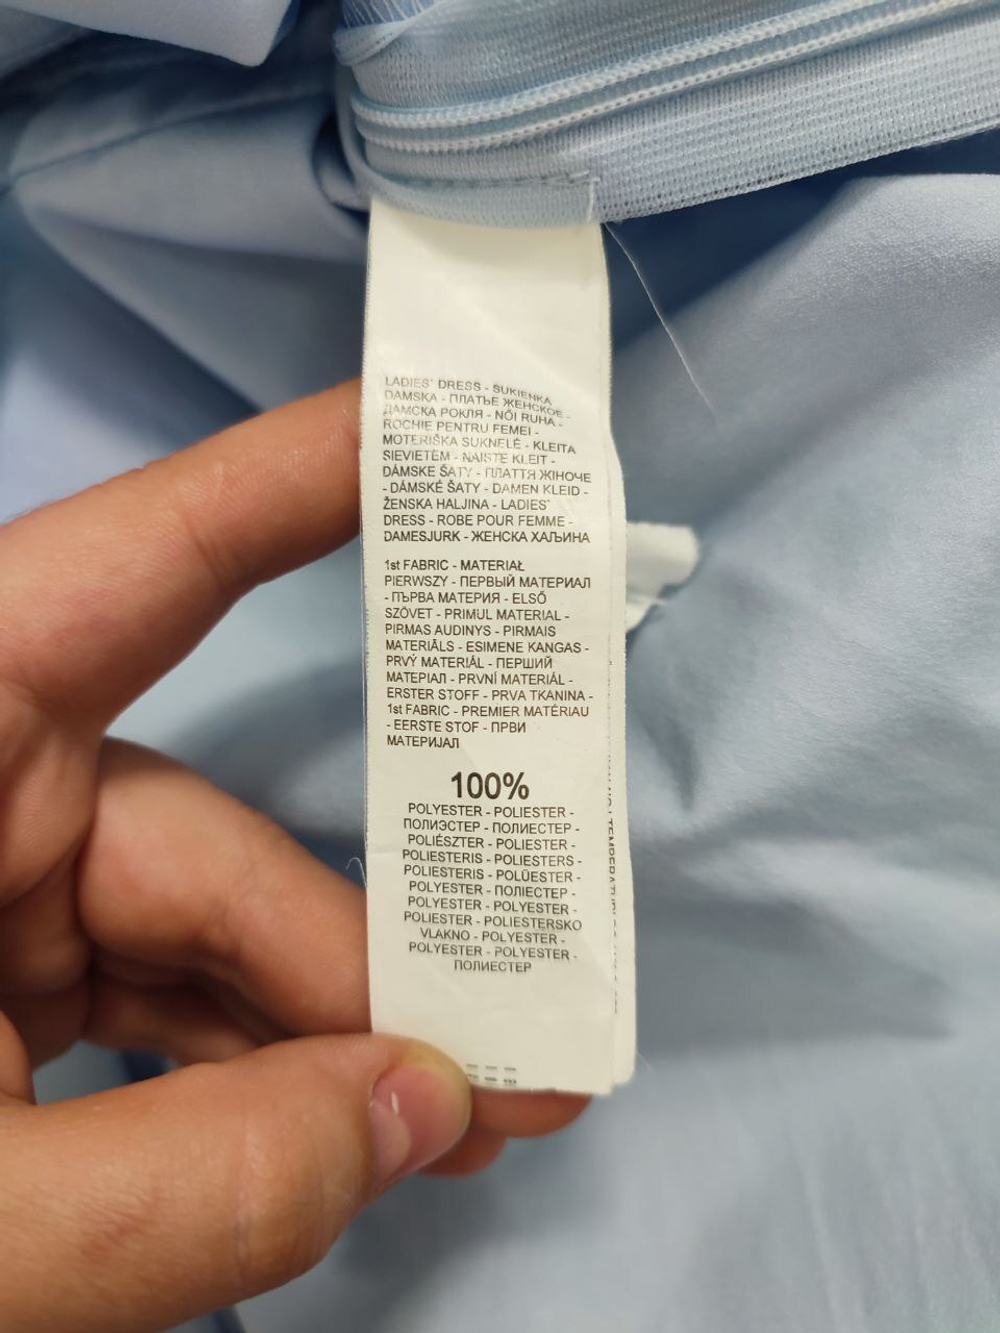 LADIES' DRESS - SUKIENKA
DAMSKA - ПЛАТЬЕ ЖЕНСКОЕ -
ДАМСКА РОКЛЯ - NŐI RUHA -
ROCHIE PENTRU FEMEI -
MOTERIŠKA SUKNELĖ - KLEITA
SIEVIETĒM - NAISTE KLEIT -
DÁMSKE ŠATY - ПЛАТТЯ ЖІНОЧЕ
- DÁMSKÉ ŠATY - DAMEN KLEID -
ŽENSKA HALJINA - LADIES'
DRESS - ROBE POUR FEMME -
DAMESJURK - ЖЕНСКА ХАЉИНА
1st FABRIC - MATERIAŁ
PIERWSZY - ПЕРВЫЙ МАТЕРИАЛ
- ПЪРВА МАТЕРИЯ - ELSŐ
SZÖVET - PRIMUL MATERIAL -
PIRMAS AUDINYS - PIRMAIS
MATERIĀLS - ESIMENE KANGAS -
PRVÝ MATERIÁL - ПЕРШИЙ
МАТЕРІАЛ - PRVNÍ MATERIÁL -
ERSTER STOFF - PRVA TKANINA -
1st FABRIC - PREMIER MATÉRIAU
- EERSTE STOF - ПРВИ
МАТЕРИЈАЛ
100%
POLYESTER - POLIESTER -
ПОЛИЭСТЕР - ПОЛИЕСТЕР -
POLIÉSZTER - POLIESTER -
POLIESTERIS - POLIESTERS -
POLIESTERIS - POLÜESTER -
POLYESTER - ПОЛІЕСТЕР -
POLYESTER - POLYESTER -
POLIESTER - POLIESTERSKO
VLAKNO - POLYESTER -
POLYESTER - POLYESTER -
ПОЛИЕСТЕР